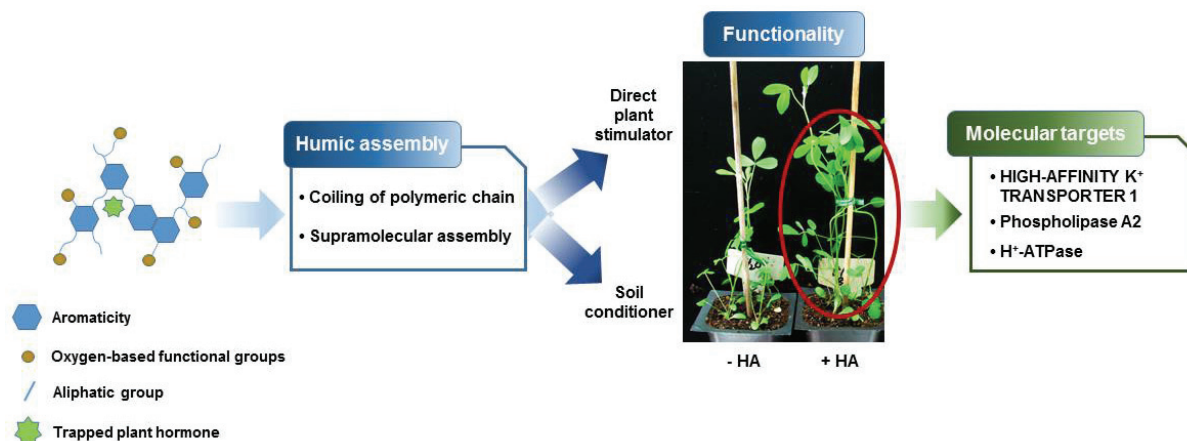 Functionality
Direct
plant
stimulator
Humic assembly
• Coiling of polymeric chain
• Supramolecular assembly
Soil
conditioner
- HA
+ HA
Molecular targets
• HIGH-AFFINITY K⁺
TRANSPORTER 1
• Phospholipase A2
• H⁺-ATPase
Aromaticity
Oxygen-based functional groups
Aliphatic group
Trapped plant hormone